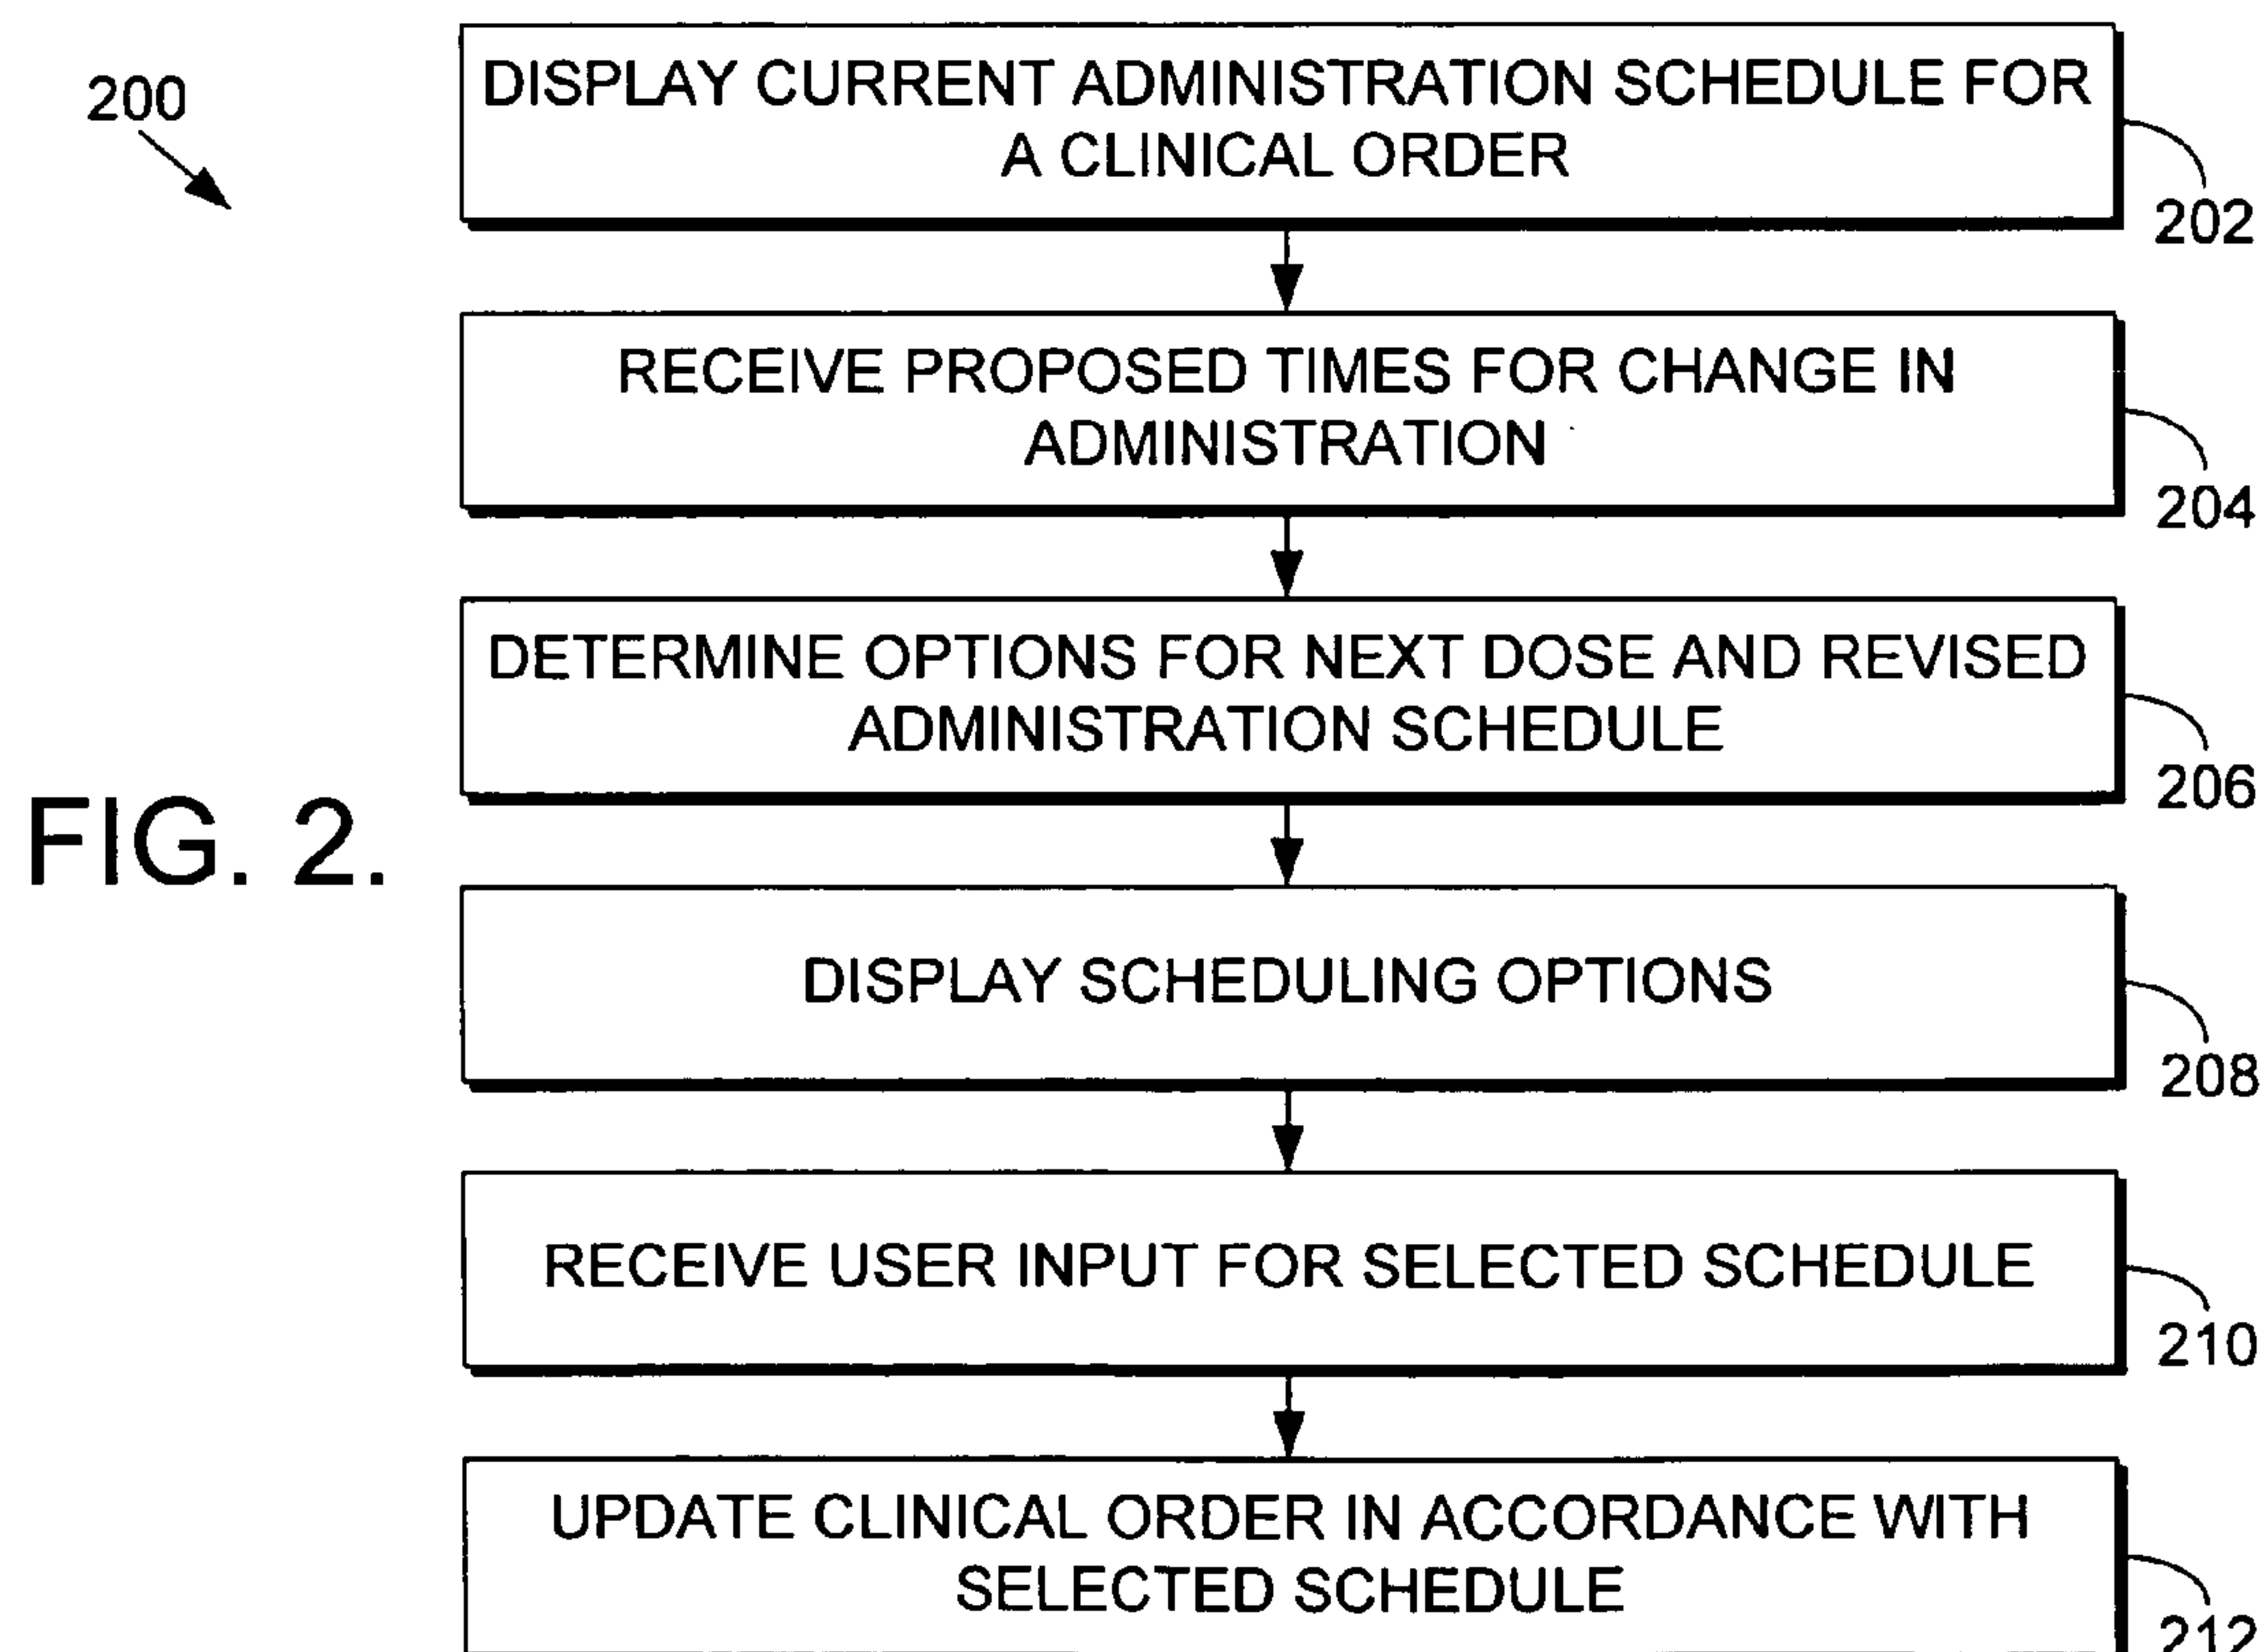 200
DISPLAY CURRENT ADMINISTRATION SCHEDULE FOR
A CLINICAL ORDER
202
RECEIVE PROPOSED TIMES FOR CHANGE IN
ADMINISTRATION
204
DETERMINE OPTIONS FOR NEXT DOSE AND REVISED
ADMINISTRATION SCHEDULE
206
FIG. 2.
DISPLAY SCHEDULING OPTIONS
208
RECEIVE USER INPUT FOR SELECTED SCHEDULE
210
UPDATE CLINICAL ORDER IN ACCORDANCE WITH
SELECTED SCHEDULE
212